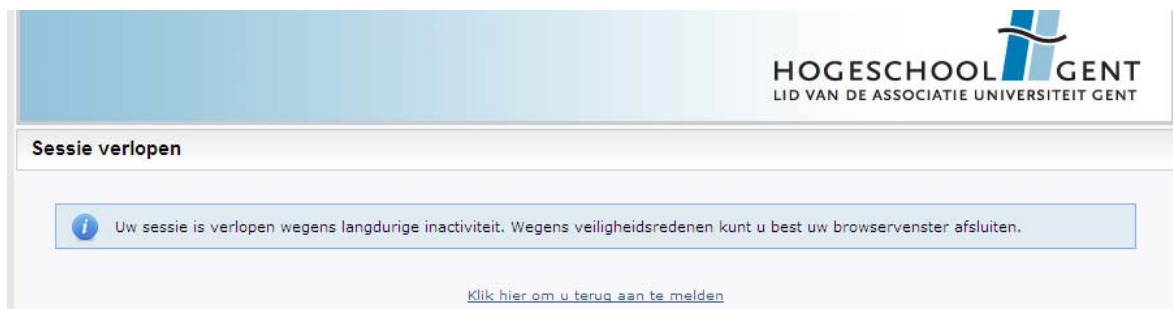 HOGESCHOOL GENT
LID VAN DE ASSOCIATIE UNIVERSITEIT GENT
Sessie verlopen
i Uw sessie is verlopen wegens langdurige inactiviteit. Wegens veiligheidsredenen kunt u best uw browservenster afsluiten.
Klik hier om u terug aan te melden